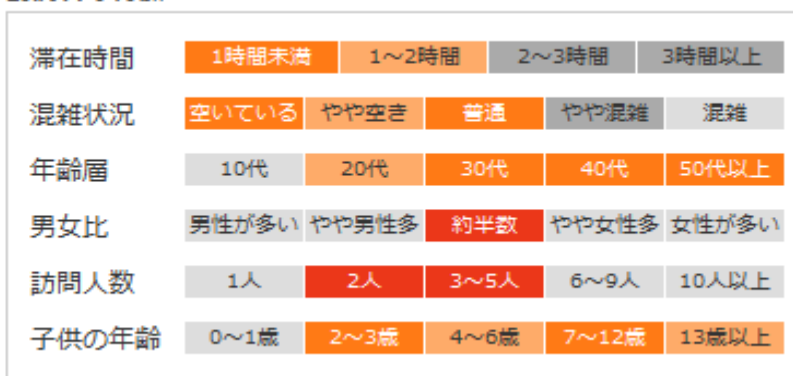 滞在時間 1時間未満 1～2時間 2～3時間 3時間以上
混雑状況 空いている やや空き 普通 やや混雑 混雑
年齢層 10代 20代 30代 40代 50代以上
男女比 男性が多い やや男性多 約半数 やや女性多 女性が多い
訪問人数 1人 2人 3～5人 6～9人 10人以上
子供の年齢 0～1歳 2～3歳 4～6歳 7～12歳 13歳以上